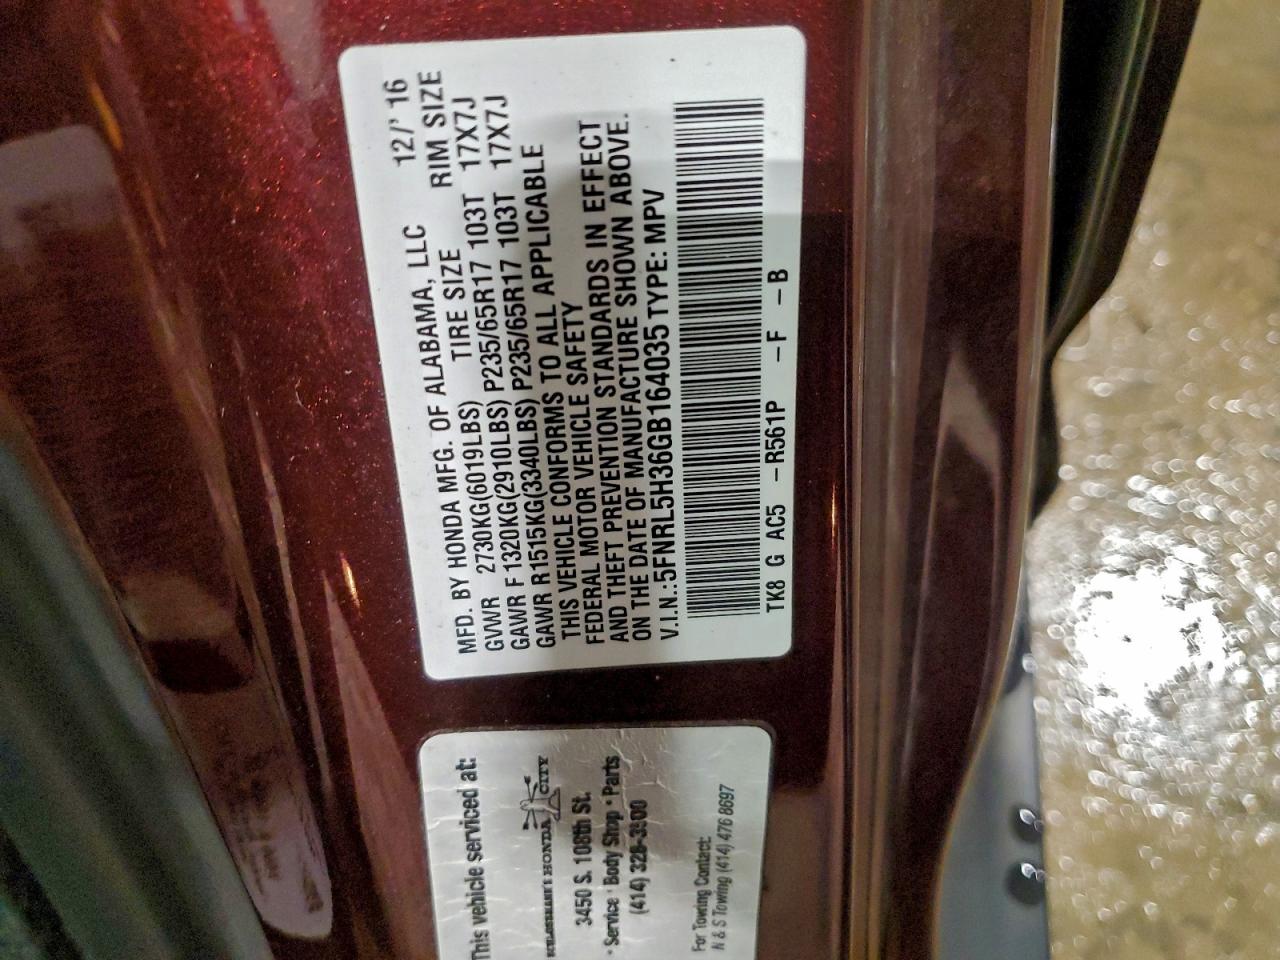 MFD. BY HONDA MFG. OF ALABAMA, LLC 12/'16
GVWR 2730KG(6019LBS) TIRE SIZE RIM SIZE
GAWR F 1320KG(2910LBS) P235/65R17 103T 17X7J
GAWR R 1515KG(3340LBS) P235/65R17 103T 17X7J
THIS VEHICLE CONFORMS TO ALL APPLICABLE
FEDERAL MOTOR VEHICLE SAFETY
AND THEFT PREVENTION STANDARDS IN EFFECT
ON THE DATE OF MANUFACTURE SHOWN ABOVE.
V.I.N.:5FNRL5H36GB164035 TYPE: MPV
TK8 G AC5 -R561P -F -B
This vehicle serviced at:
HONDA CITY
3450 S. 108th St.
· Service · Body Shop · Parts
(414) 328-3500
For Towing Contact:
N & S Towing (414) 476 8697